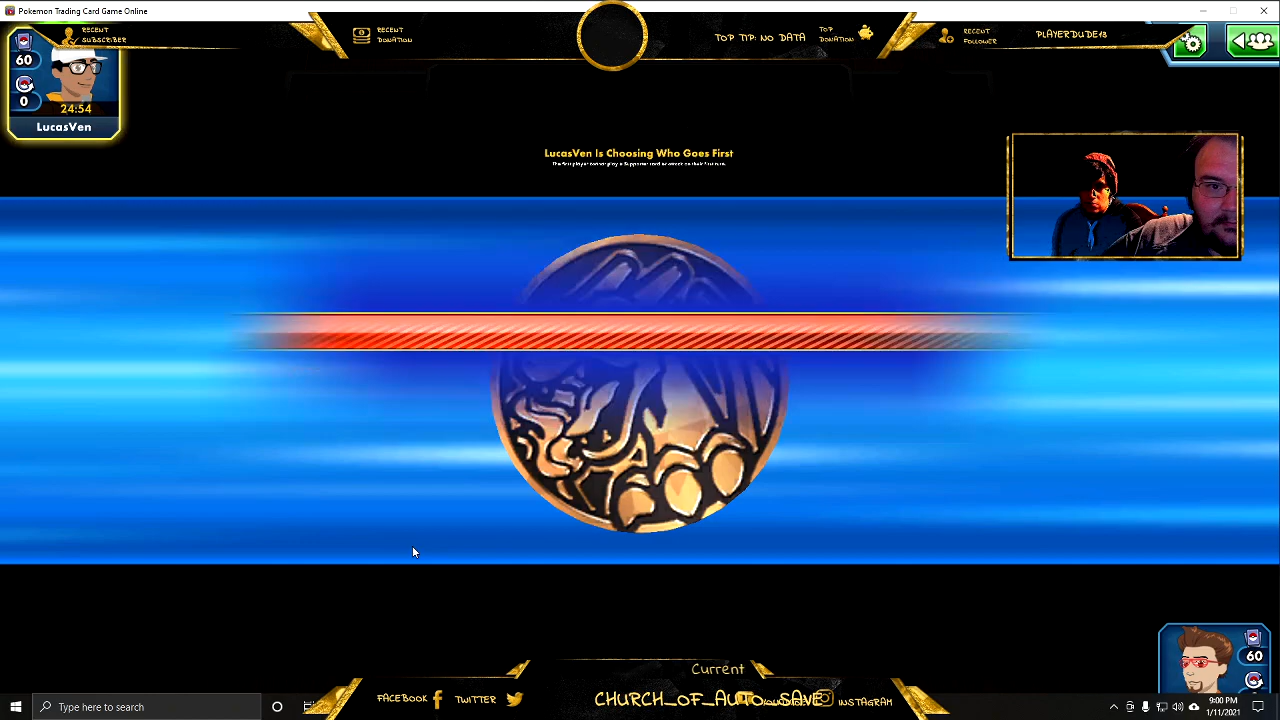 Pokemon Trading Card Game Online
RECENT
SUBSCRIBER
RECENT
DONATION
TOP TIP: NO DATA
TOP
DONATION
RECENT
FOLLOWER
PLAYERDUDE13
60
0
24:54
LucasVen
LucasVen Is Choosing Who Goes First
60
Current
FACEBOOK
TWITTER
CHURCH_OF_AUTO_SAVE
INSTAGRAM
Type here to search
9:00 PM
1/11/2021